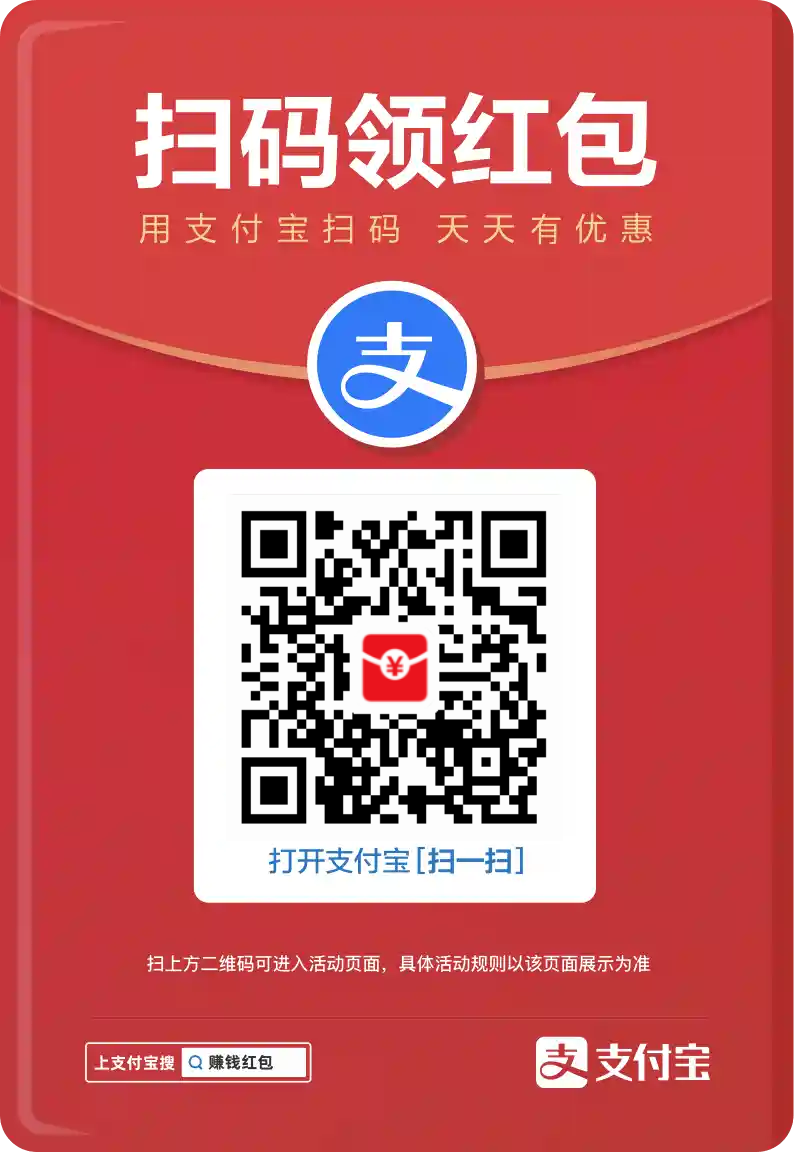 扫码领红包
用支付宝扫码 天天有优惠
支
¥
打开支付宝[扫一扫]
扫上方二维码可进入活动页面，具体活动规则以该页面展示为准
上支付宝搜 赚钱红包
支 支付宝